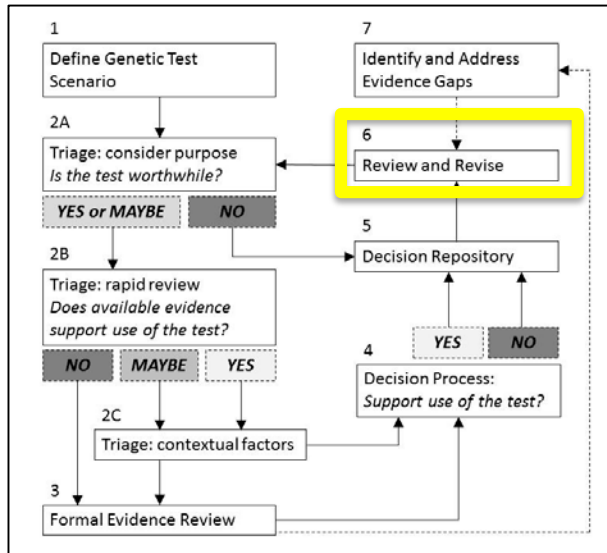 1
Define Genetic Test
Scenario
2A
Triage: consider purpose
Is the test worthwhile?
YES or MAYBE
NO
2B
Triage: rapid review
Does available evidence
support use of the test?
NO
MAYBE
YES
2C
Triage: contextual factors
3
Formal Evidence Review
7
Identify and Address
Evidence Gaps
6
Review and Revise
5
Decision Repository
YES
NO
4
Decision Process:
Support use of the test?